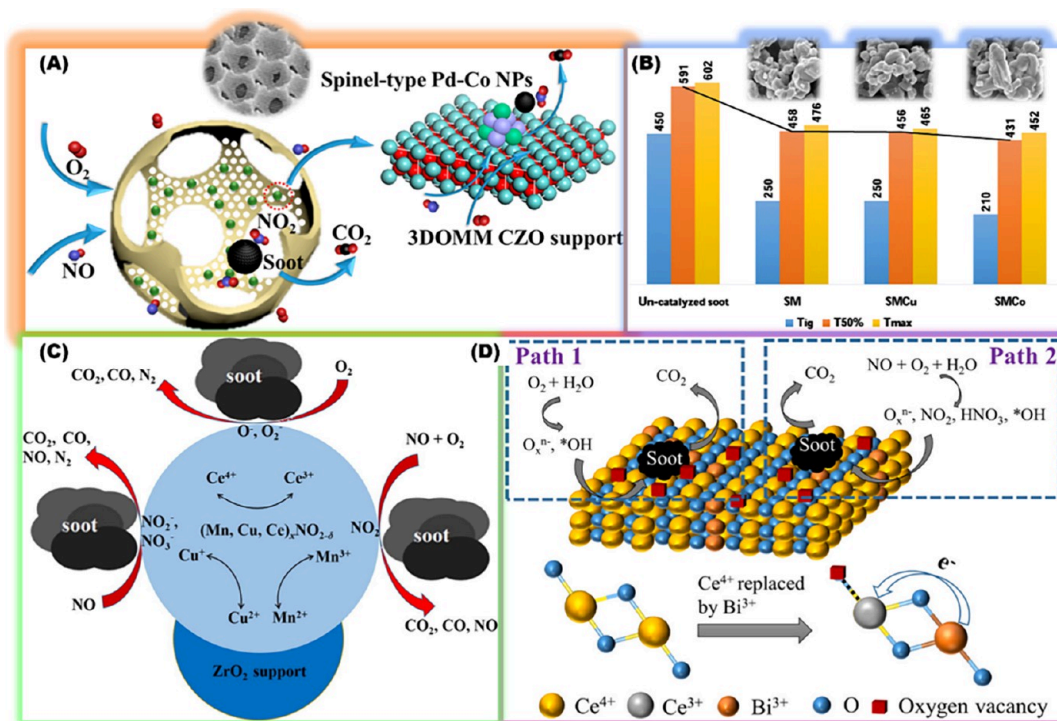 (A)
Spinel-type Pd-Co NPs
O₂
NO₂
NO
Soot
CO₂
3DOMM CZO support
(B)
450
591
602
250
458
476
250
456
465
210
431
452
Un-catalyzed soot
SM
SMCu
SMCo
Tig
T50%
Tmax
(C)
soot
CO₂, CO, N₂
O₂
O⁻, O₂⁻
CO₂, CO,
NO, N₂
NO + O₂
Ce⁴⁺
Ce³⁺
soot
NO₂⁻,
NO₃⁻
(Mn, Cu, Ce)ₓNO₂₋δ
NO₂
soot
Cu⁺
Mn³⁺
NO
Cu²⁺
Mn²⁺
CO₂, CO, NO
ZrO₂ support
(D)
Path 1
Path 2
O₂ + H₂O
CO₂
CO₂
NO + O₂ + H₂O
Oₓⁿ⁻, *OH
Oₓⁿ⁻, NO₂, HNO₃, *OH
Soot
Soot
Ce⁴⁺ replaced
by Bi³⁺
e-
Ce⁴⁺
Ce³⁺
Bi³⁺
O
Oxygen vacancy